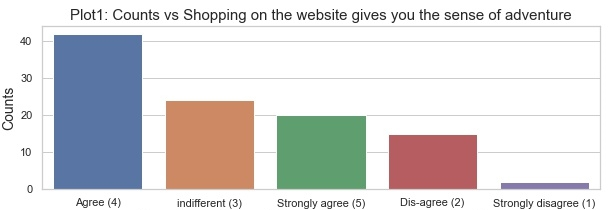 Plot1: Counts vs Shopping on the website gives you the sense of adventure
40
30
20
10
0
Counts
Agree (4) indifferent (3) Strongly agree (5) Dis-agree (2) Strongly disagree (1)